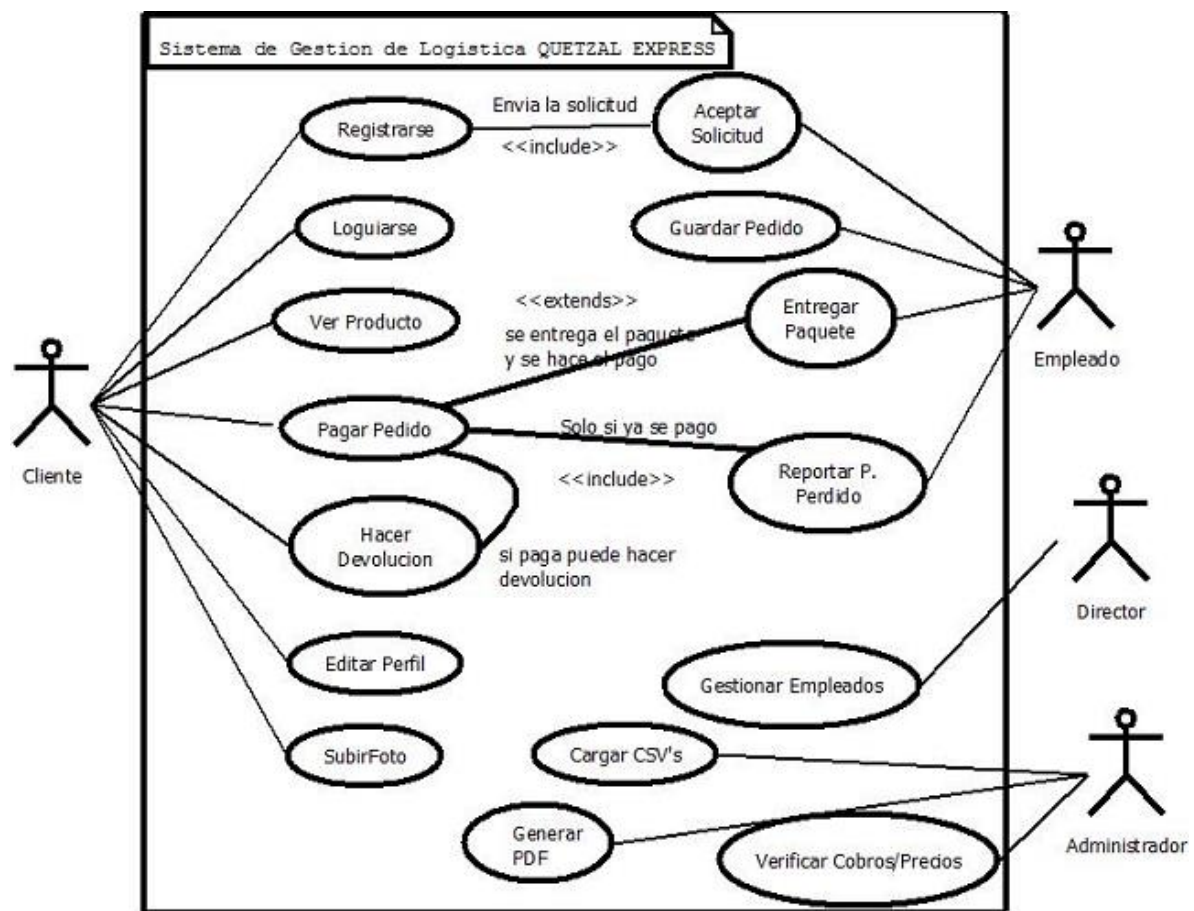 Sistema de Gestion de Logistica QUETZAL EXPRESS
Registrarse
Envia la solicitud
<<include>>
Aceptar
Solicitud
Loguiarse
Guardar Pedido
Ver Producto
<<extends>>
se entrega el paquete
y se hace el pago
Entregar
Paquete
Empleado
Cliente
Pagar Pedido
Solo si ya se pago
<<include>>
Reportar P.
Perdido
Hacer
Devolucion
si paga puede hacer
devolucion
Director
Editar Perfil
Gestionar Empleados
SubirFoto
Cargar CSV's
Generar
PDF
Verificar Cobros/Precios
Administrador